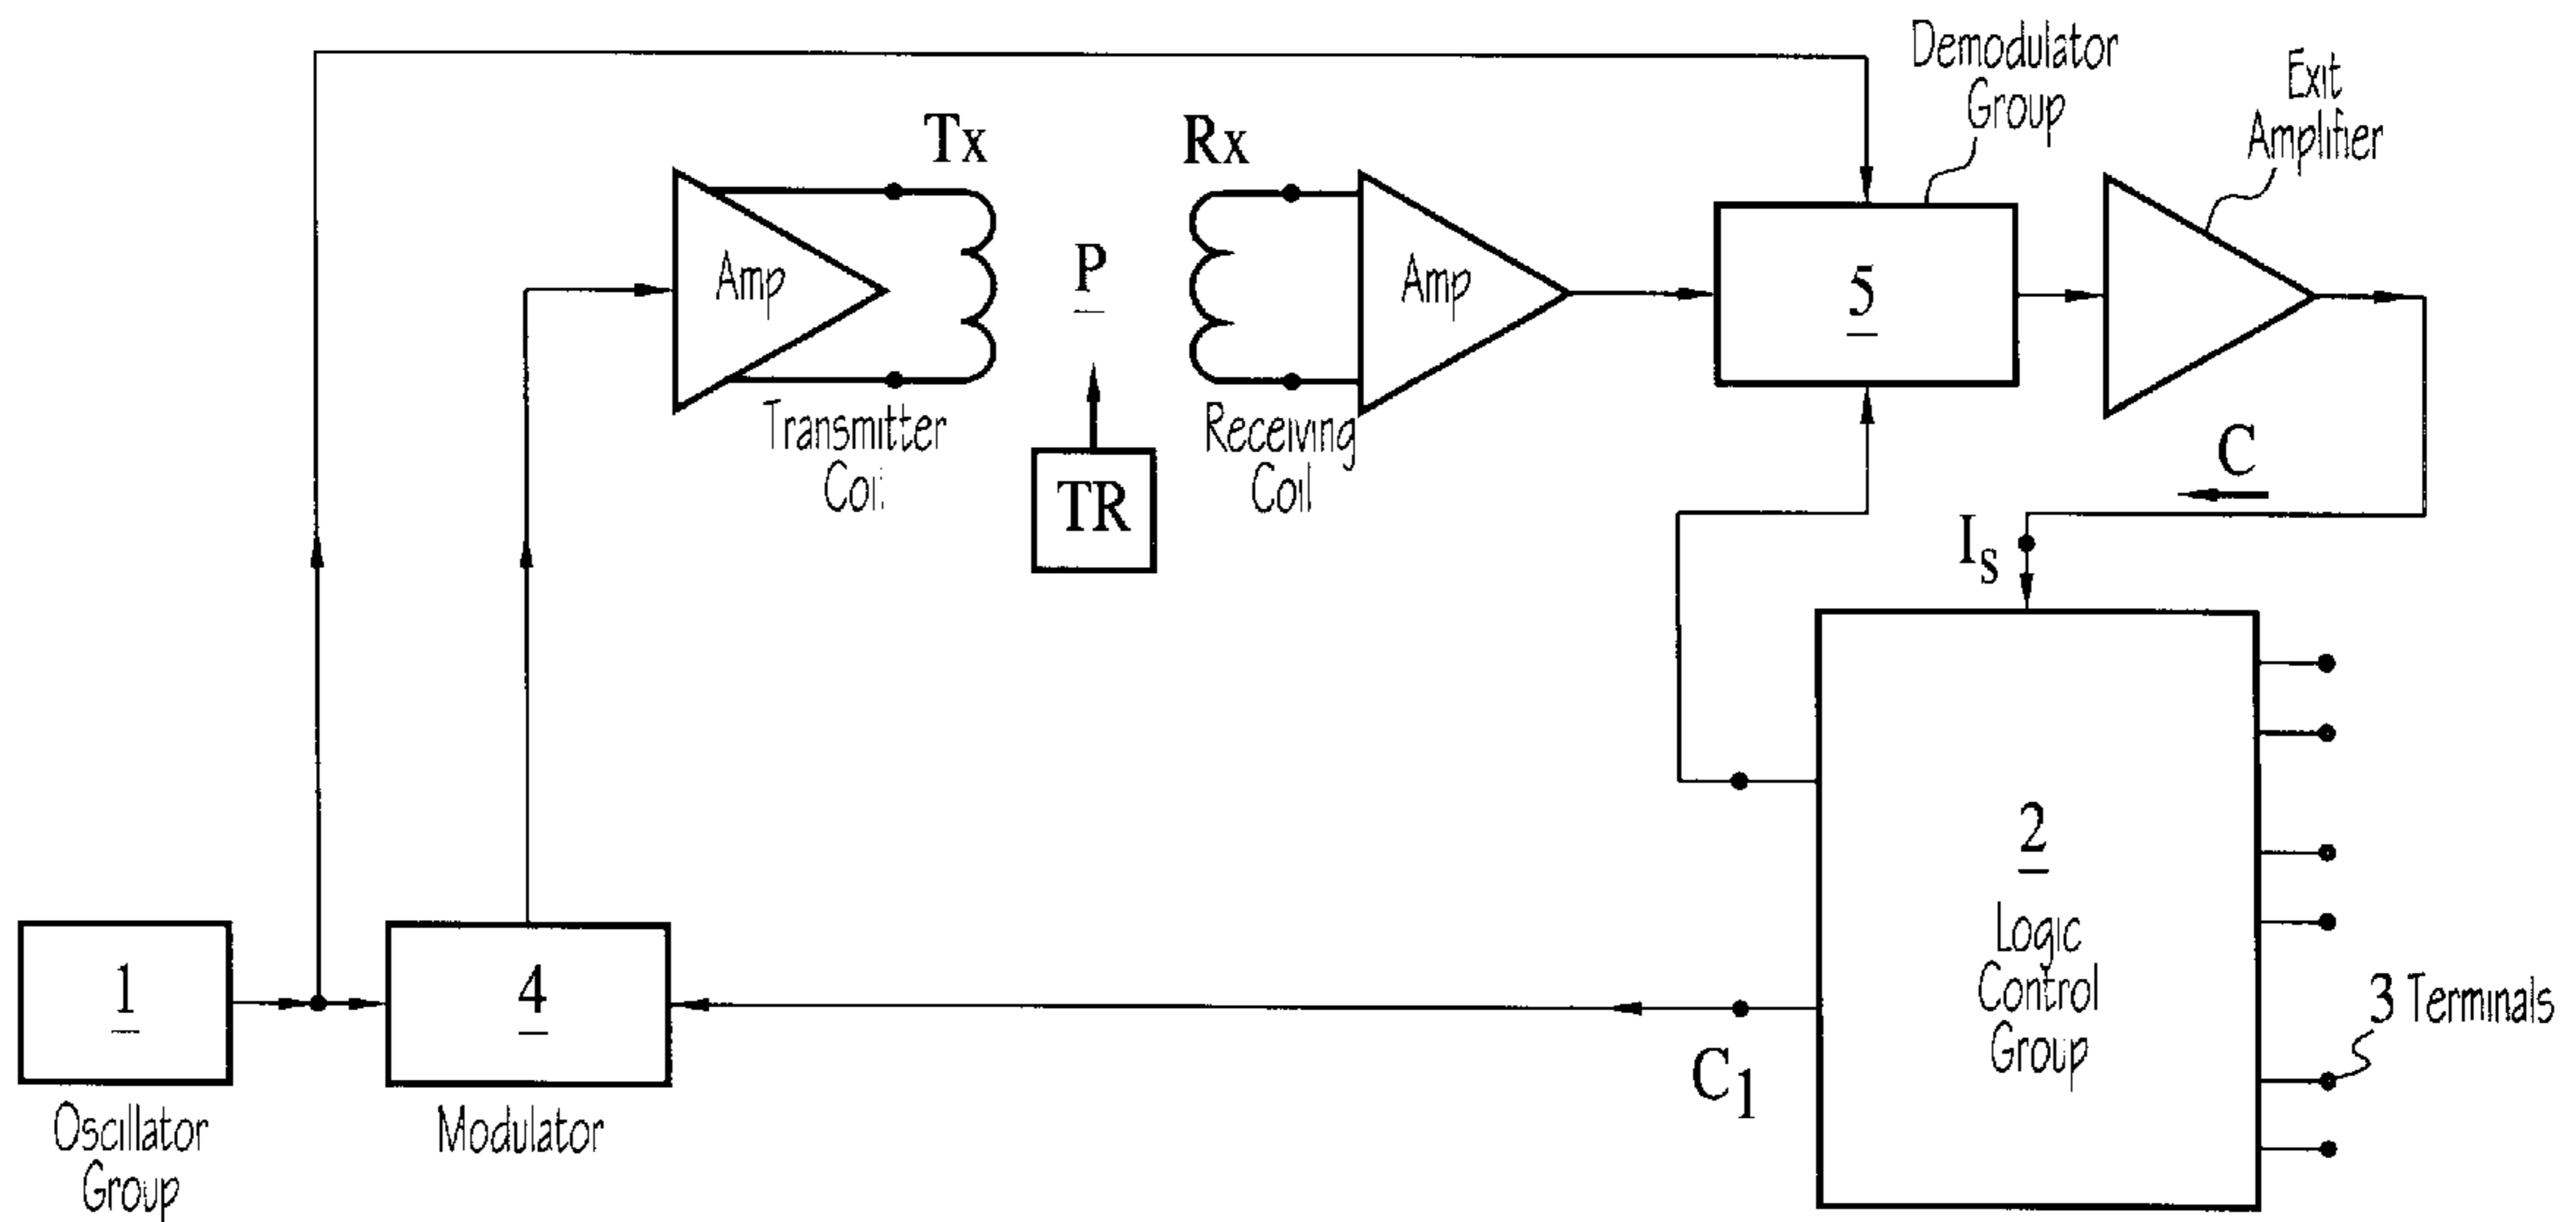 Demodulator
Group
Exit
Amplifier
Tx
Rx
Amp
P
Amp
5
Transmitter
Coil
Receiving
Coil
TR
C
Is
2
Logic
Control
Group
1
4
3 Terminals
C1
Oscillator
Group
Modulator